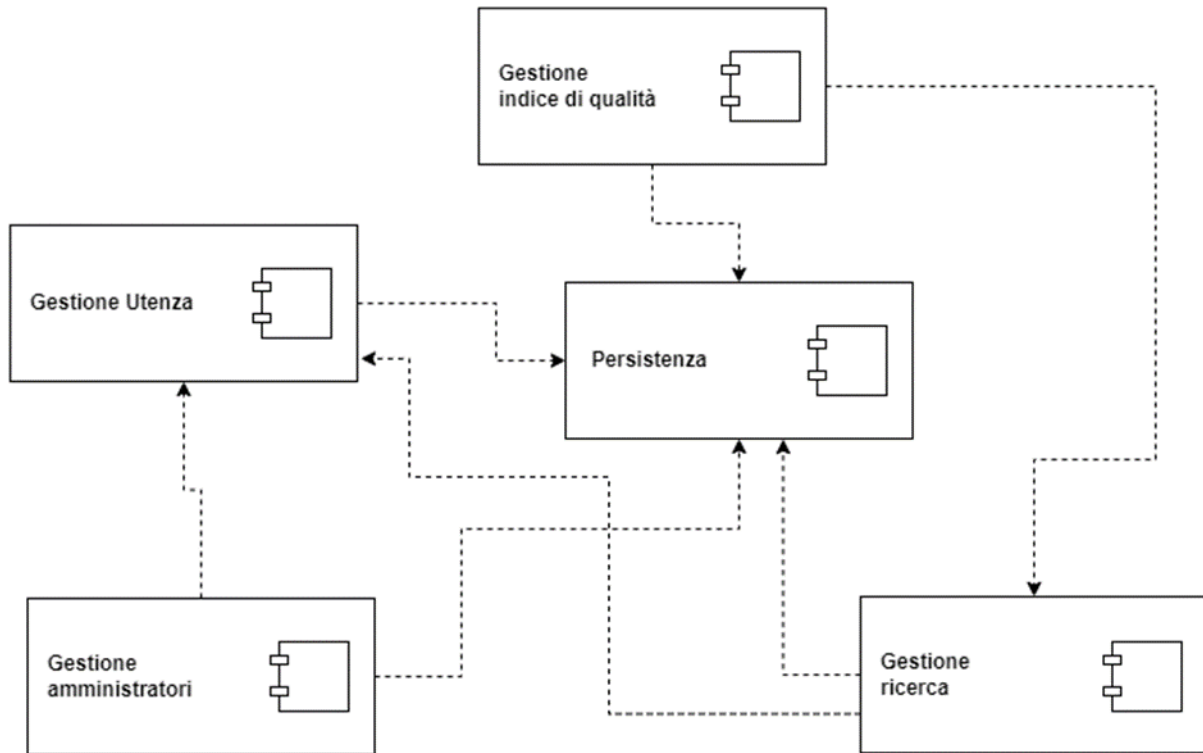 Gestione
indice di qualità
Gestione Utenza
Persistenza
Gestione
amministratori
Gestione
ricerca